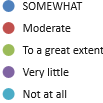 SOMEWHAT
Moderate
To a great extent
Very little
Not at all